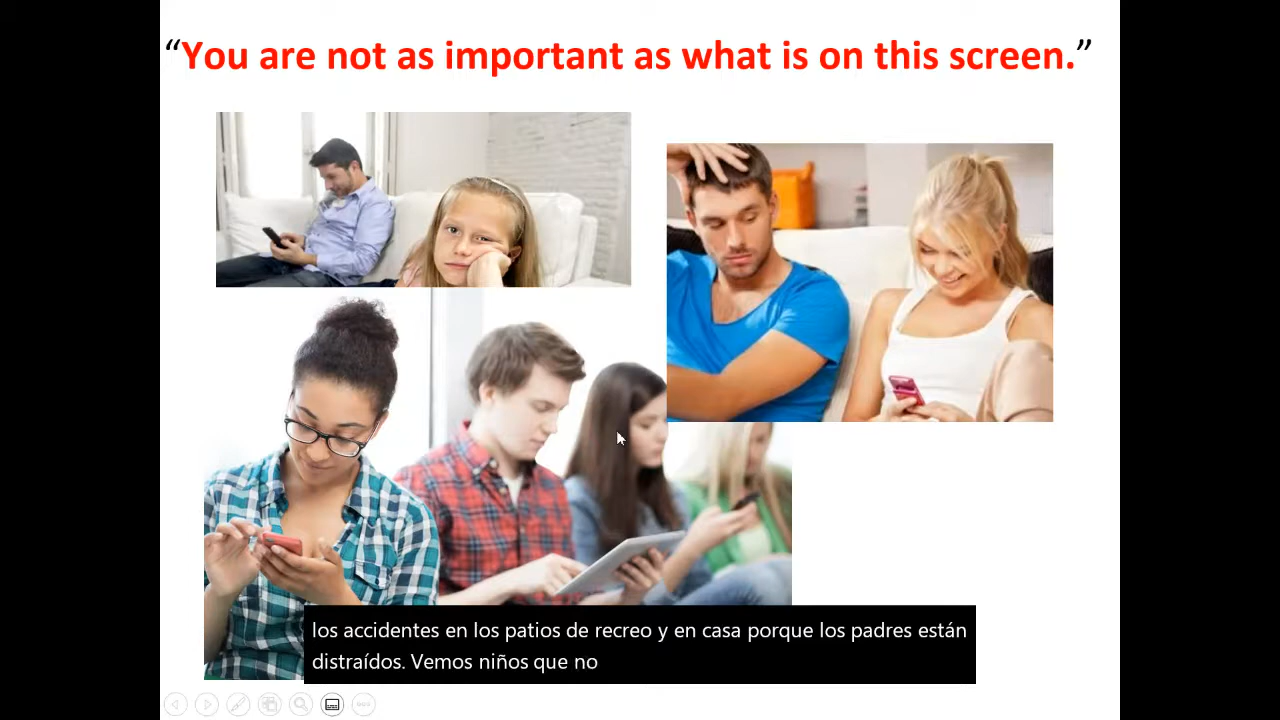 “You are not as important as what is on this screen.”
los accidentes en los patios de recreo y en casa porque los padres están
distraídos. Vemos niños que no